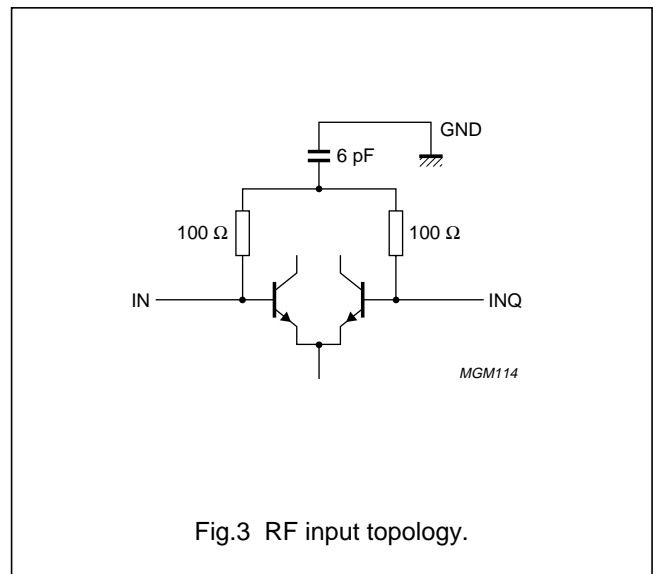 GND
6 pF
100 Ω
100 Ω
IN
INQ
MGM114
Fig.3 RF input topology.